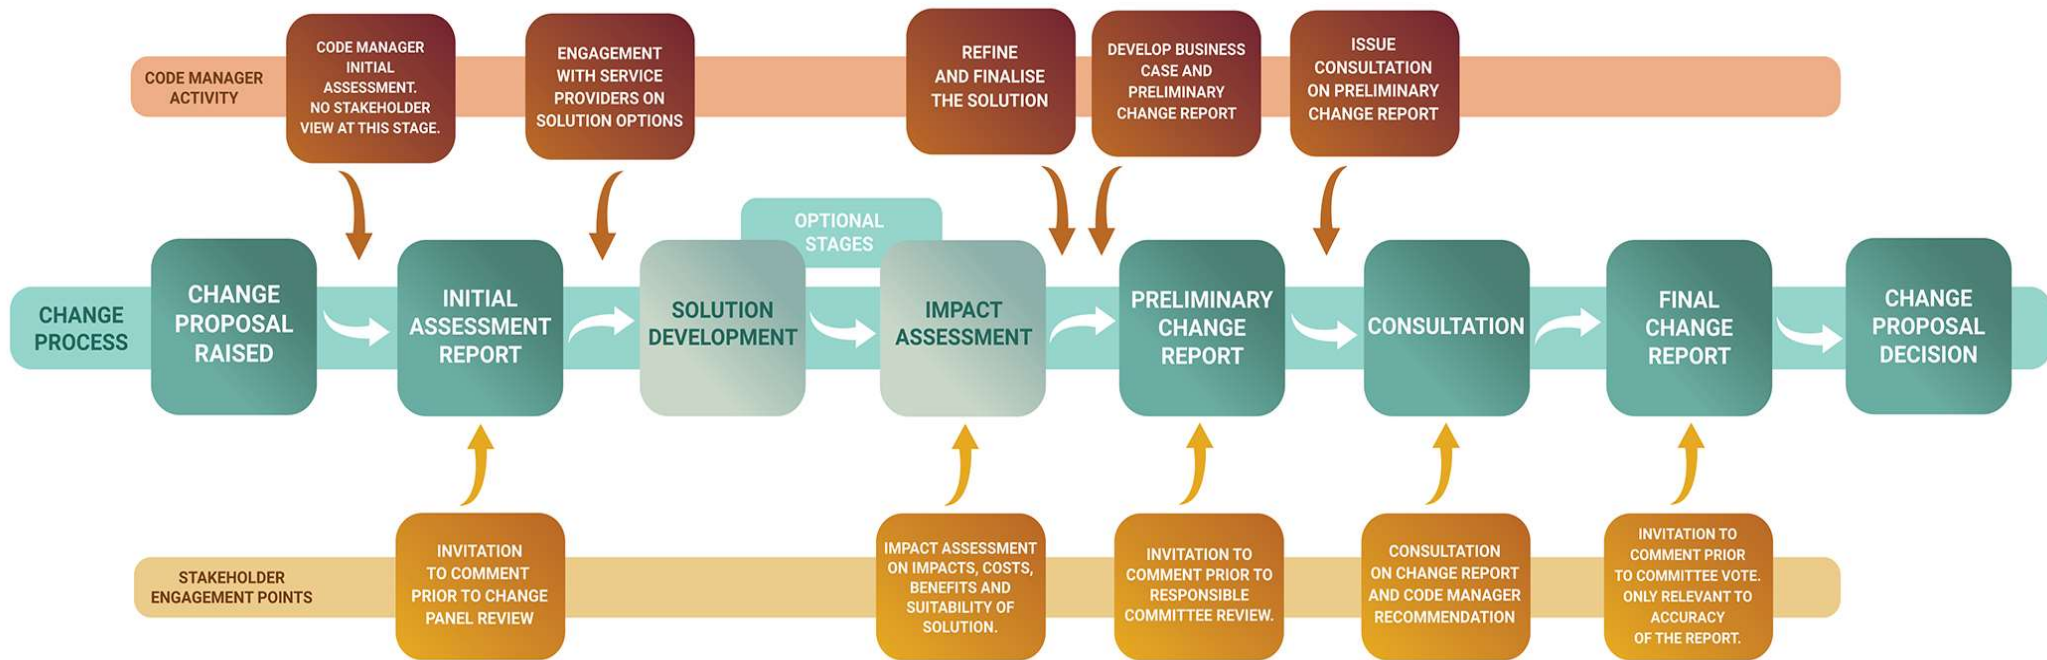 CODE MANAGER
ACTIVITY
CODE MANAGER
INITIAL
ASSESSMENT.
NO STAKEHOLDER
VIEW AT THIS STAGE.
ENGAGEMENT
WITH SERVICE
PROVIDERS ON
SOLUTION OPTIONS
REFINE
AND FINALISE
THE SOLUTION
DEVELOP BUSINESS
CASE AND
PRELIMINARY
CHANGE REPORT
ISSUE
CONSULTATION
ON PRELIMINARY
CHANGE REPORT
OPTIONAL
STAGES
CHANGE
PROCESS
CHANGE
PROPOSAL
RAISED
INITIAL
ASSESSMENT
REPORT
SOLUTION
DEVELOPMENT
IMPACT
ASSESSMENT
PRELIMINARY
CHANGE
REPORT
CONSULTATION
FINAL
CHANGE
REPORT
CHANGE
PROPOSAL
DECISION
STAKEHOLDER
ENGAGEMENT POINTS
INVITATION
TO COMMENT
PRIOR TO CHANGE
PANEL REVIEW
IMPACT ASSESSMENT
ON IMPACTS, COSTS,
BENEFITS AND
SUITABILITY OF
SOLUTION.
INVITATION TO
COMMENT PRIOR TO
RESPONSIBLE
COMMITTEE REVIEW.
CONSULTATION
ON CHANGE REPORT
AND CODE MANAGER
RECOMMENDATION
INVITATION TO
COMMENT PRIOR
TO COMMITTEE VOTE.
ONLY RELEVANT TO
ACCURACY
OF THE REPORT.